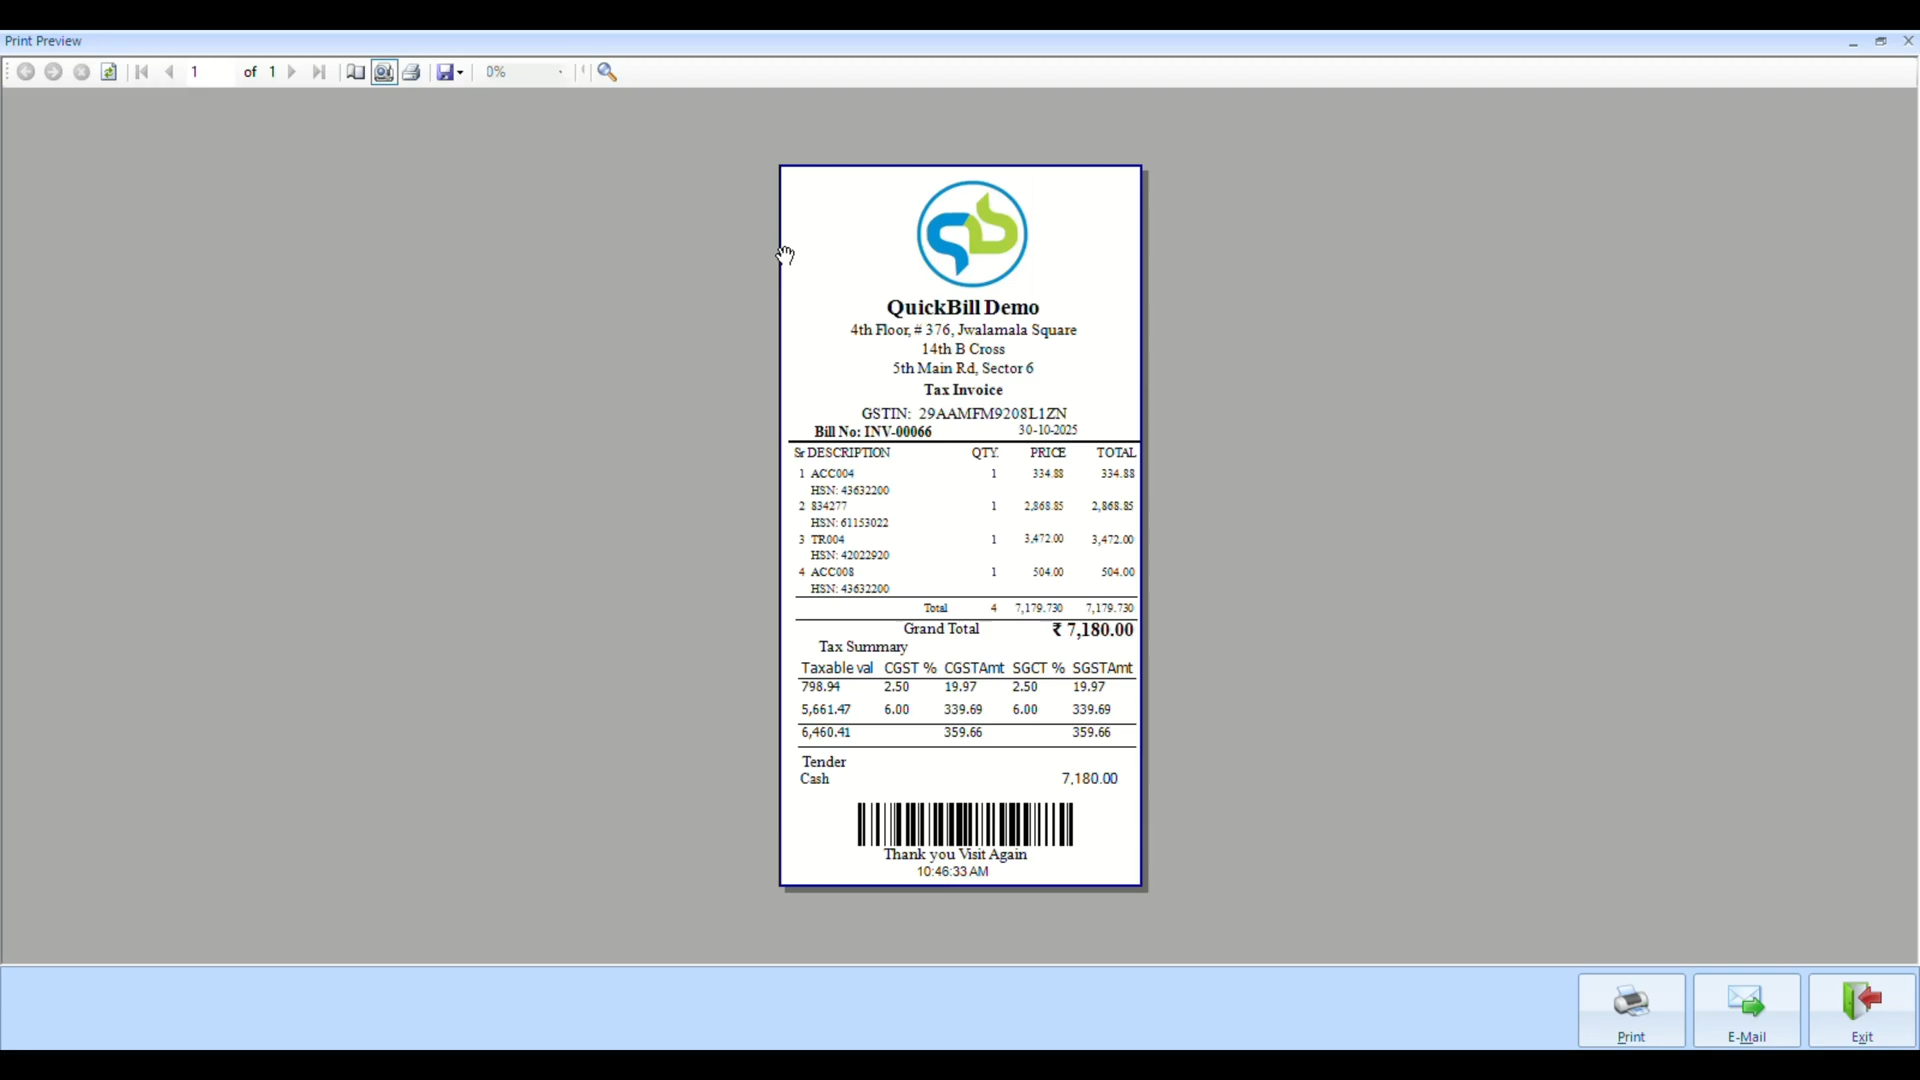 Print Preview
1 of 1 0%
QuickBill Demo
4th Floor, # 376, Jwalamala Square
14th B Cross
5th Main Rd, Sector 6
Tax Invoice
GSTIN: 29AAMFM9208L1ZN
Bill No: INV-00066 30-10-2025
Sr DESCRIPTION QTY. PRICE TOTAL
1 ACC004 1 334.88 334.88
HSN: 43632200
2 834277 1 2,868.85 2,868.85
HSN: 61153022
3 TR004 1 3,472.00 3,472.00
HSN: 42022920
4 ACC008 1 504.00 504.00
HSN: 43632200
Total 4 7,179.730 7,179.730
Grand Total ₹ 7,180.00
Tax Summary
Taxable val CGST % CGSTAmt SGCT % SGSTAmt
798.94 2.50 19.97 2.50 19.97
5,661.47 6.00 339.69 6.00 339.69
6,460.41 359.66 359.66
Tender
Cash 7,180.00
Thank you Visit Again
10:46:33 AM
Print E-Mail Exit